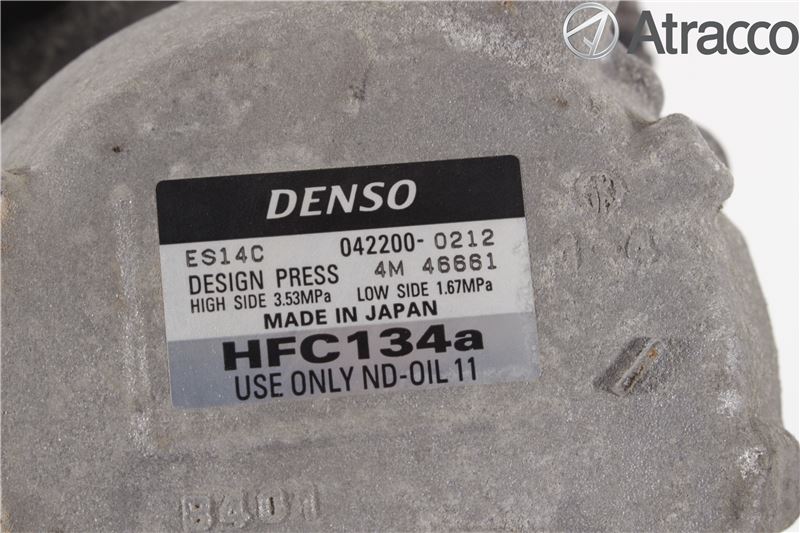 Atracco
DENSO
ES14C 042200- 0212
DESIGN PRESS 4M 46661
HIGH SIDE 3.53MPa LOW SIDE 1.67MPa
MADE IN JAPAN
HFC134a
USE ONLY ND-OIL 11
8401